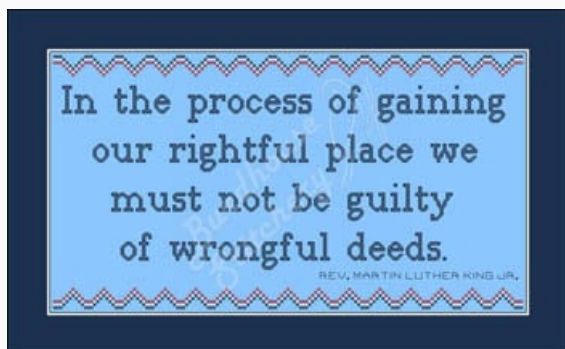 In the process of gaining
our rightful place we
must not be guilty
of wrongful deeds.
REV. MARTIN LUTHER KING JR.